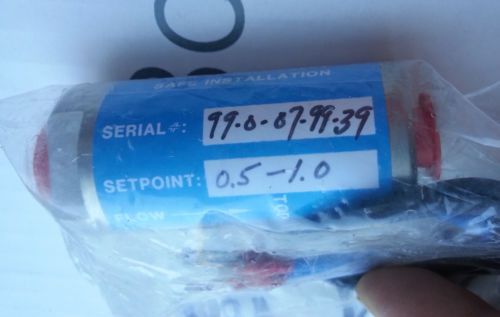 SAFE INSTALLATION
SERIAL #: 99.0-07-99-39
SETPOINT: 0.5-1.0
FLOW